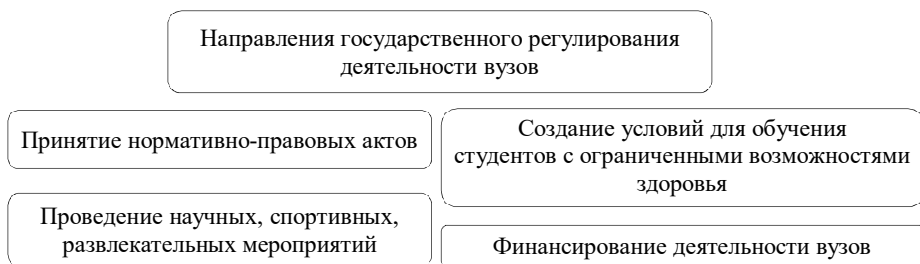 Направления государственного регулирования
деятельности вузов
Принятие нормативно-правовых актов
Создание условий для обучения
студентов с ограниченными возможностями
здоровья
Проведение научных, спортивных,
развлекательных мероприятий
Финансирование деятельности вузов